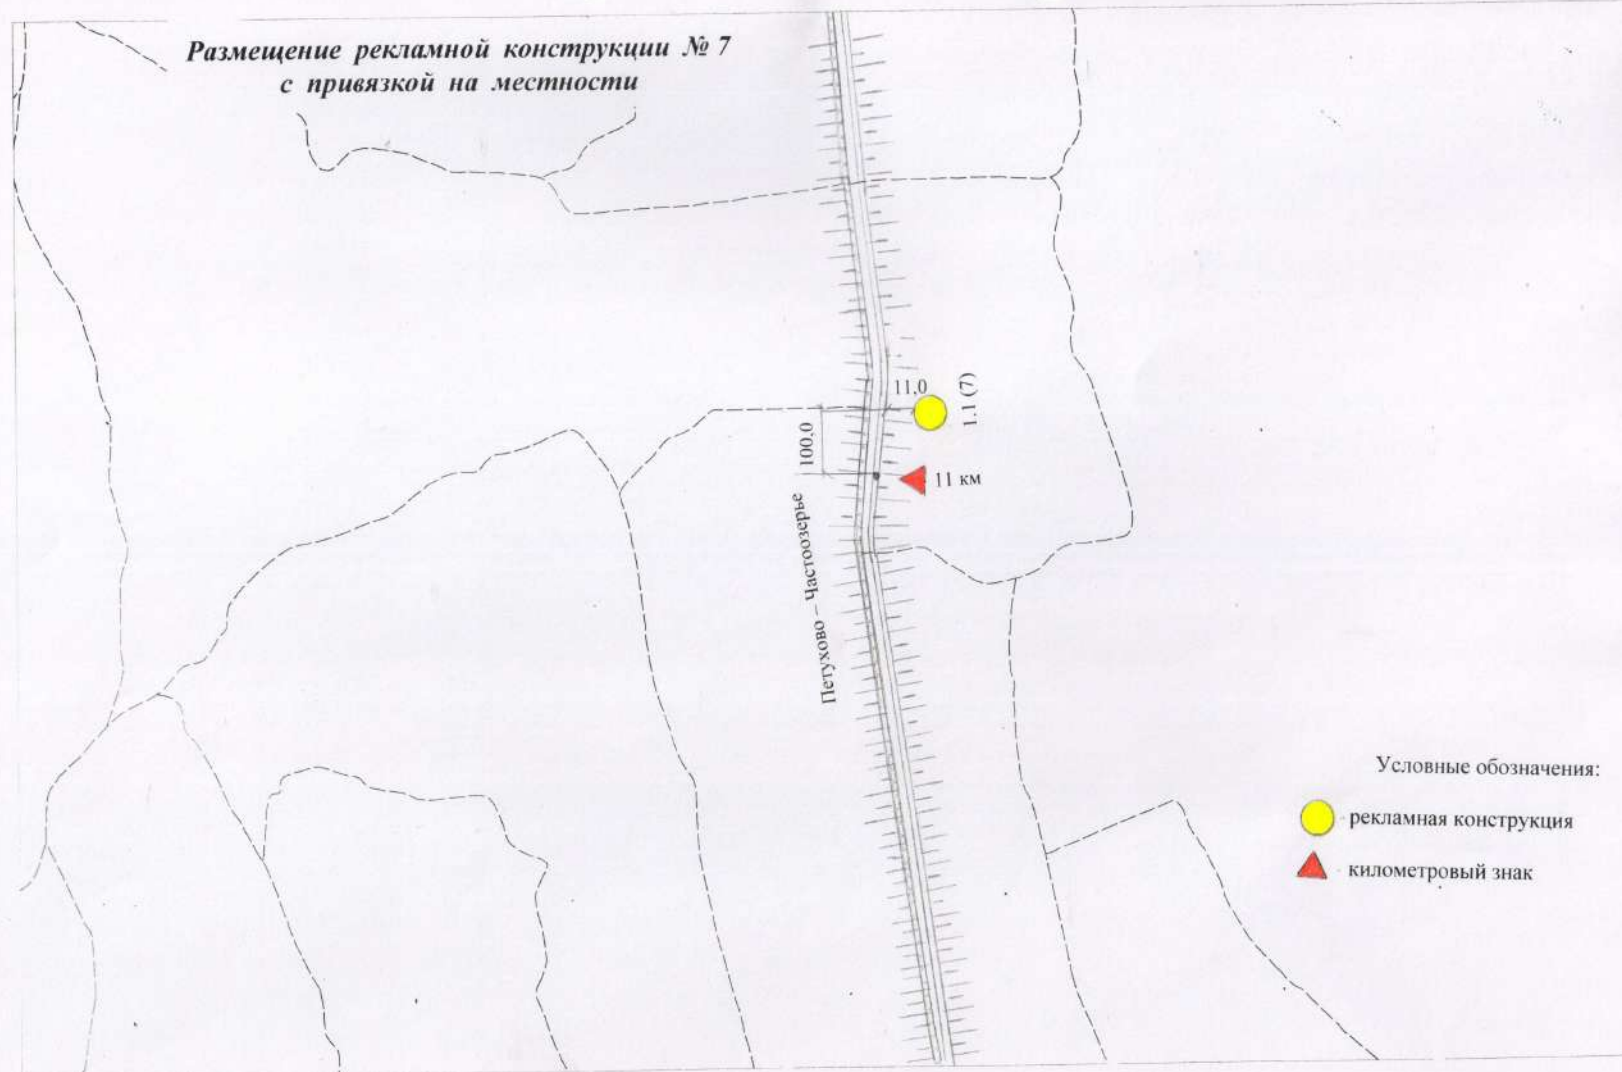 Размещение рекламной конструкции № 7
с привязкой на местности
11,0
1.1 (7)
100,0
11 км
Петухово – Частоозерье
Условные обозначения:
рекламная конструкция
километровый знак